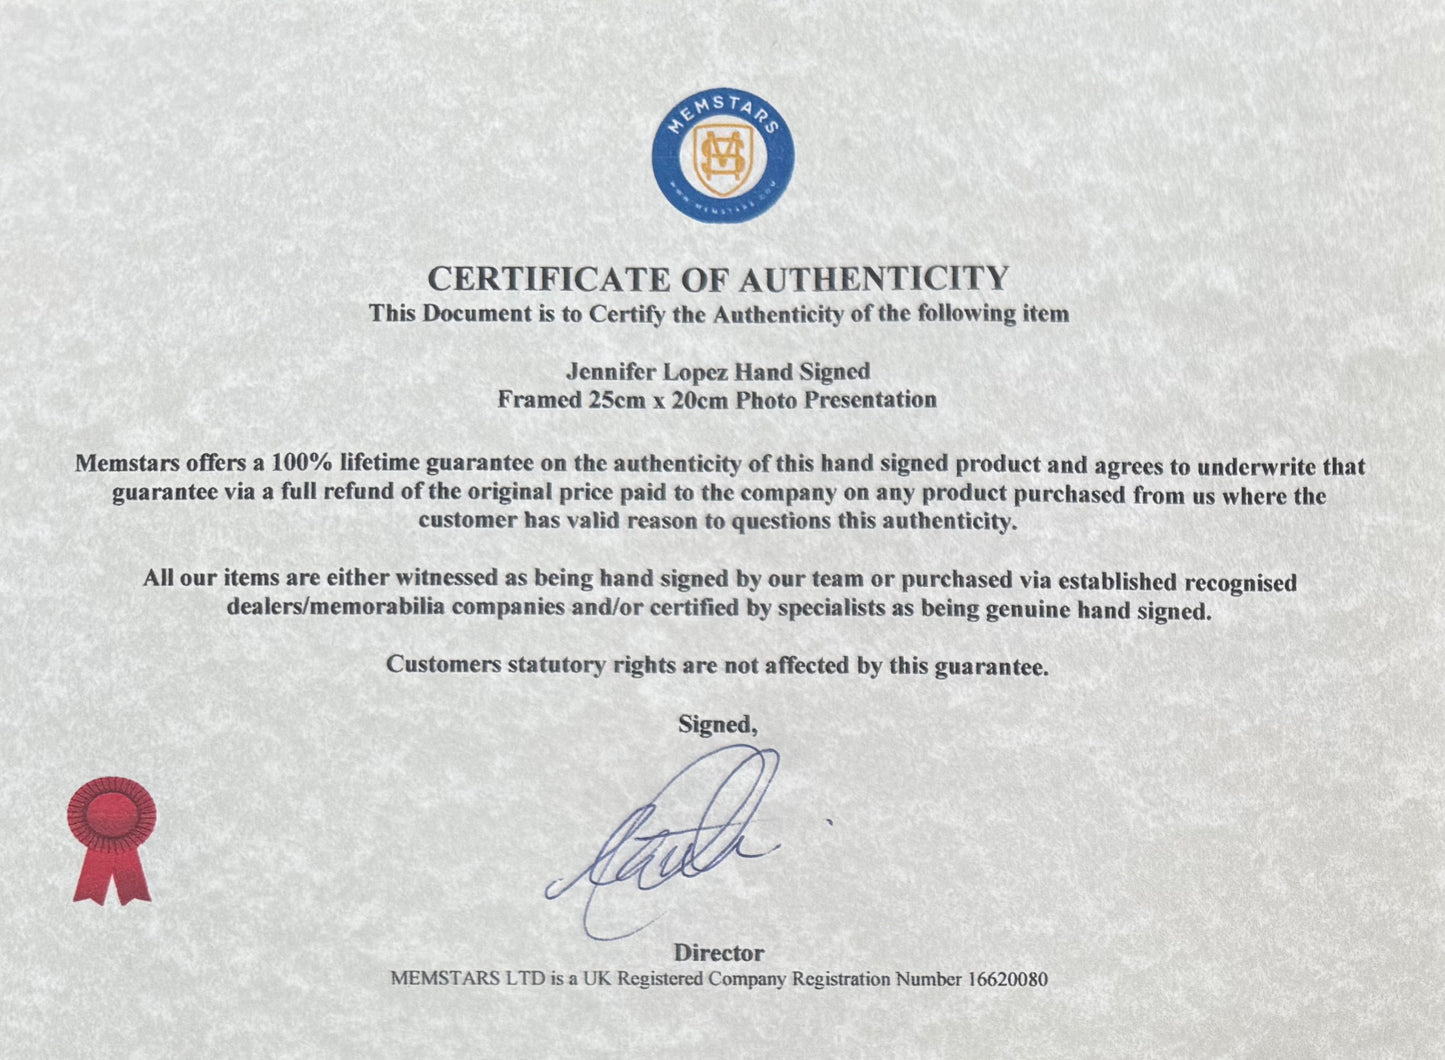 MEMSTARS
WWW.MEMSTARS.COM
CERTIFICATE OF AUTHENTICITY
This Document is to Certify the Authenticity of the following item
Jennifer Lopez Hand Signed
Framed 25cm x 20cm Photo Presentation
Memstars offers a 100% lifetime guarantee on the authenticity of this hand signed product and agrees to underwrite that
guarantee via a full refund of the original price paid to the company on any product purchased from us where the
customer has valid reason to questions this authenticity.
All our items are either witnessed as being hand signed by our team or purchased via established recognised
dealers/memorabilia companies and/or certified by specialists as being genuine hand signed.
Customers statutory rights are not affected by this guarantee.
Signed,
Director
MEMSTARS LTD is a UK Registered Company Registration Number 16620080